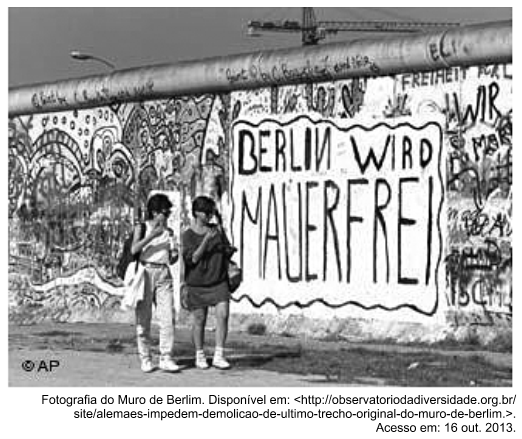 FREIHEIT
BERLIN WIRD
MAUERFREI
WIR
© AP
Fotografia do Muro de Berlim. Disponível em: <http://observatoriodadiversidade.org.br/
site/alemaes-impedem-demolicao-de-ultimo-trecho-original-do-muro-de-berlim.>.
Acesso em: 16 out. 2013.